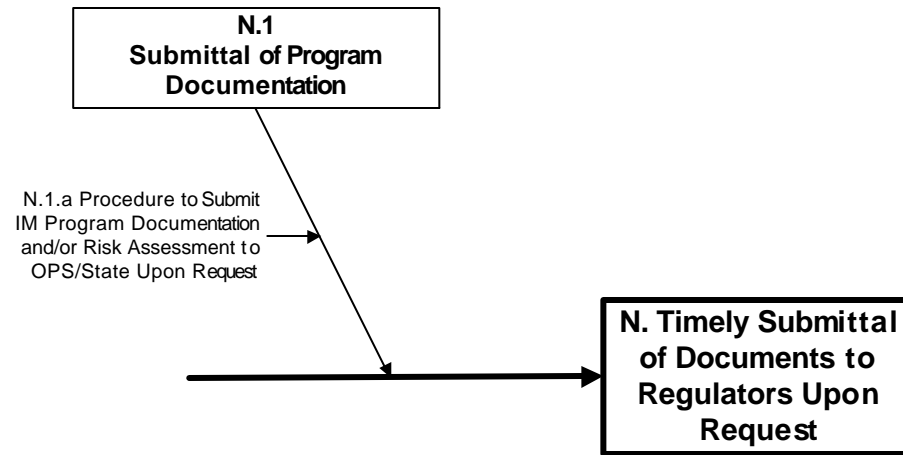 N.1
Submittal of Program
Documentation
N.1.a Procedure to Submit
IM Program Documentation
and/or Risk Assessment to
OPS/State Upon Request
N. Timely Submittal
of Documents to
Regulators Upon
Request